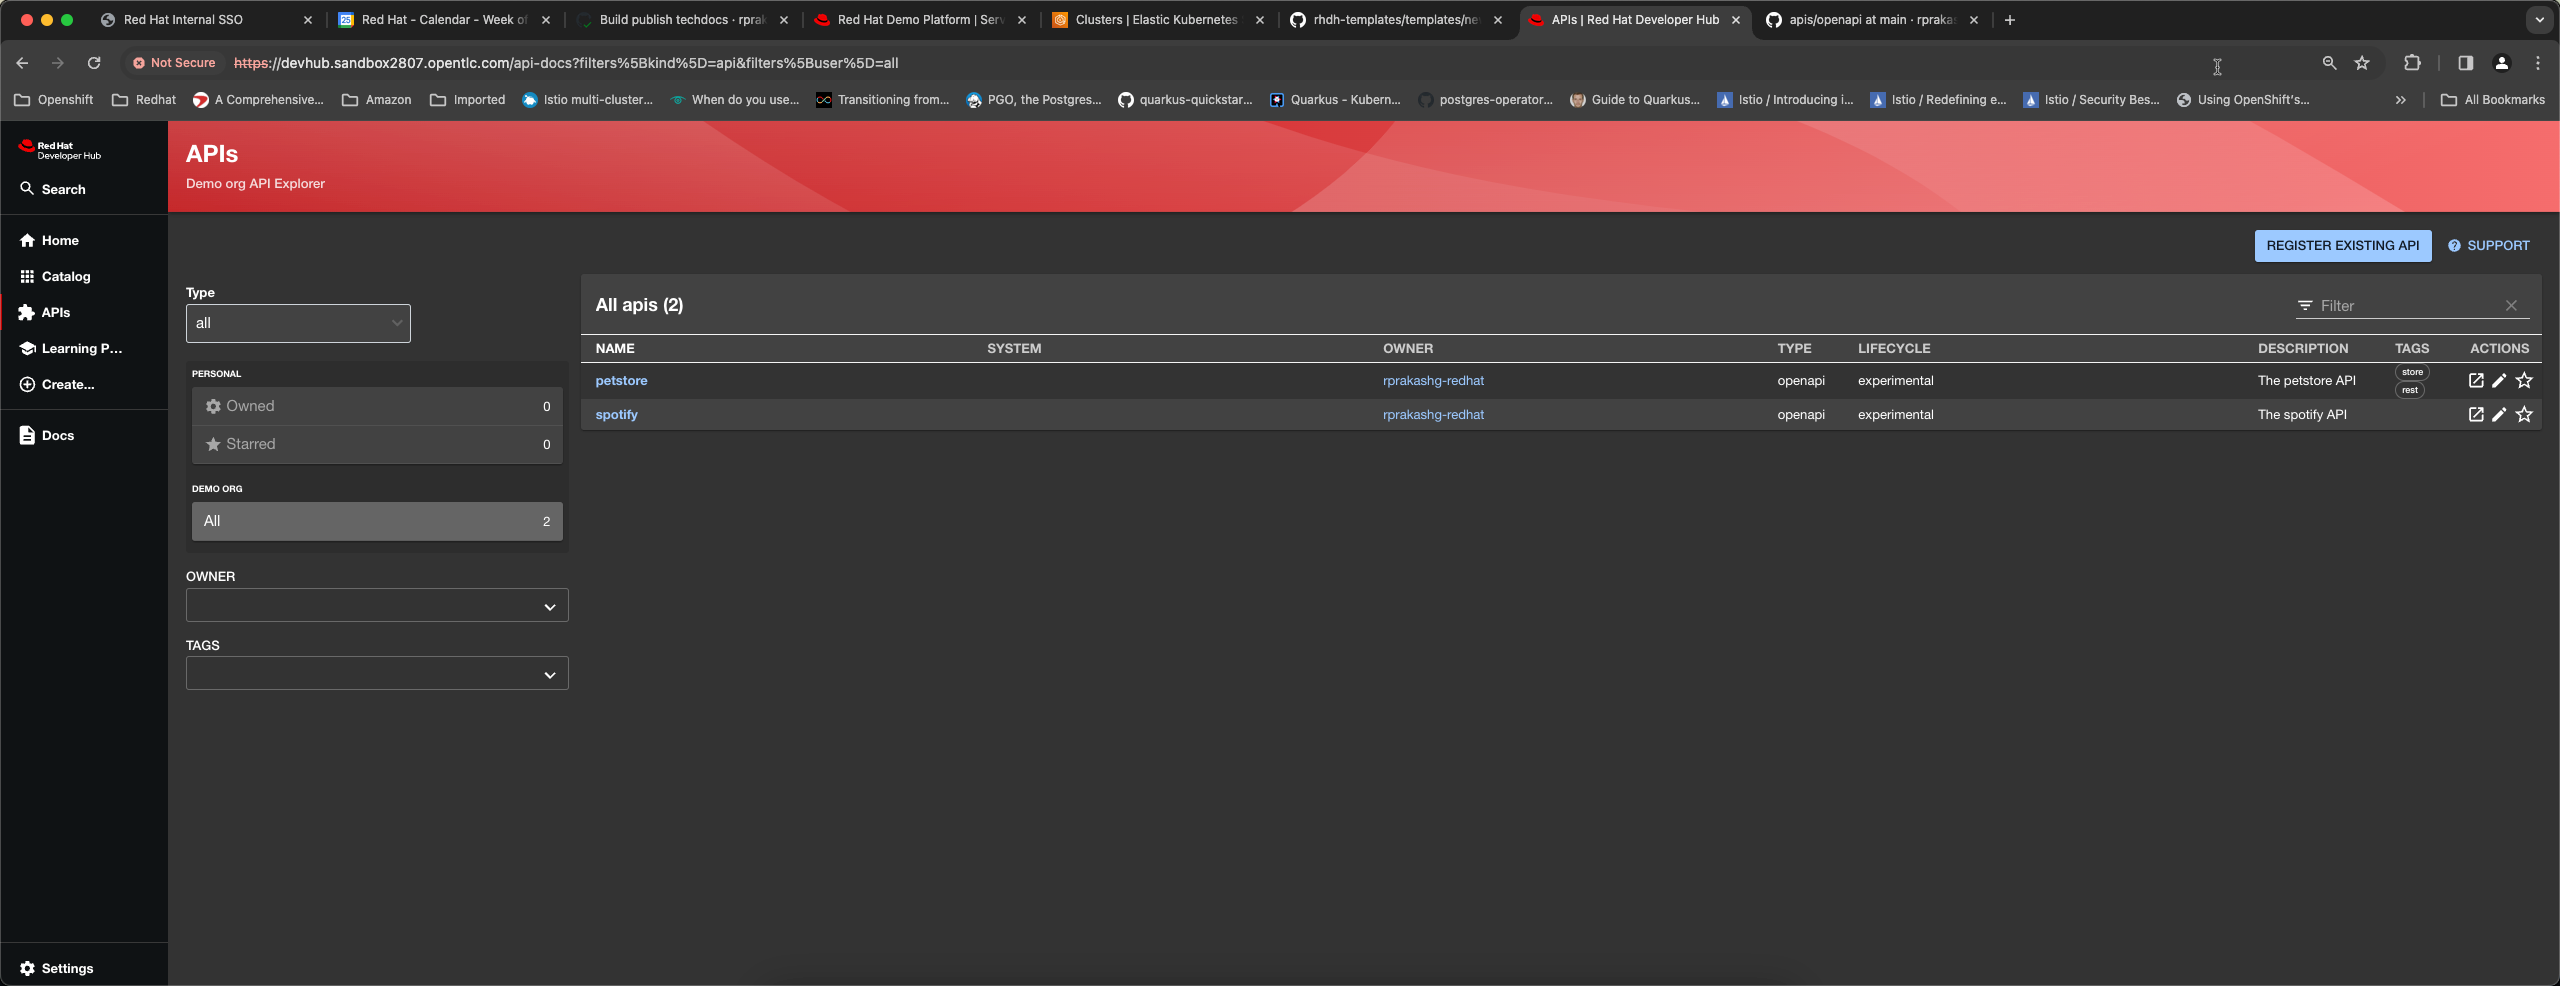 Red Hat Internal SSO
Red Hat - Calendar - Week of
Build publish techdocs · rprak
Red Hat Demo Platform | Serv
Clusters | Elastic Kubernetes
rhdh-templates/templates/ne
APIs | Red Hat Developer Hub
apis/openapi at main · rprakas
Not Secure https://devhub.sandbox2807.opentlc.com/api-docs?filters%5Bkind%5D=api&filters%5Buser%5D=all
Openshift
Redhat
A Comprehensive...
Amazon
Imported
Istio multi-cluster...
When do you use...
Transitioning from...
PGO, the Postgres...
quarkus-quickstar...
Quarkus - Kubern...
postgres-operator...
Guide to Quarkus...
Istio / Introducing i...
Istio / Redefining e...
Istio / Security Bes...
Using OpenShift's...
All Bookmarks
Red Hat
Developer Hub
Search
Home
Catalog
APIs
Learning P...
Create...
Docs
Settings
APIs
Demo org API Explorer
REGISTER EXISTING API
SUPPORT
Type
all
PERSONAL
Owned 0
Starred 0
DEMO ORG
All 2
OWNER
TAGS
All apis (2)
Filter
NAME SYSTEM OWNER TYPE LIFECYCLE DESCRIPTION TAGS ACTIONS
petstore rprakashg-redhat openapi experimental The petstore API store rest
spotify rprakashg-redhat openapi experimental The spotify API